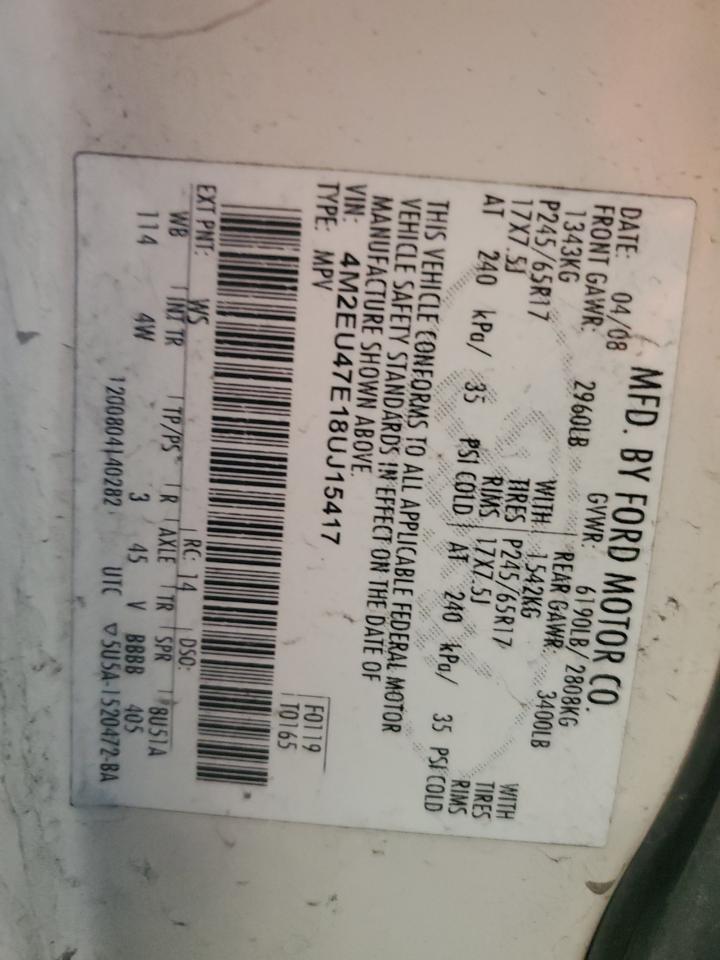 MFD. BY FORD MOTOR CO.
DATE: 04/08 GVWR: 6190LB/ 2808KG
FRONT GAWR: 2960LB REAR GAWR: 3400LB
1343KG WITH 1542KG WITH
P245/65R17 TIRES P245/65R17 TIRES
17X7.5J RIMS 17X7.5J RIMS
AT 240 kPa/ 35 PSI COLD AT 240 kPa/ 35 PSI COLD
THIS VEHICLE CONFORMS TO ALL APPLICABLE FEDERAL MOTOR
VEHICLE SAFETY STANDARDS IN EFFECT ON THE DATE OF
MANUFACTURE SHOWN ABOVE.
VIN: 4M2EU47E18UJ15417
TYPE: MPV
F0119
T0165
EXT PNT: WS RC: 14 DSO:
WB INT TR TP/PS R AXLE TR SPR BU51A
114 4W 3 45 V BBBB 405
1200804140282 UTC ▽5U5A-1520472-BA